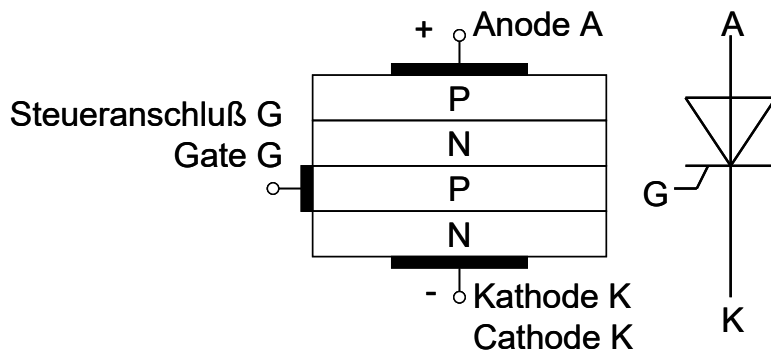 + Anode A
A
P
Steueranschluß G
N
Gate G
P
G
N
- Kathode K
Cathode K
K